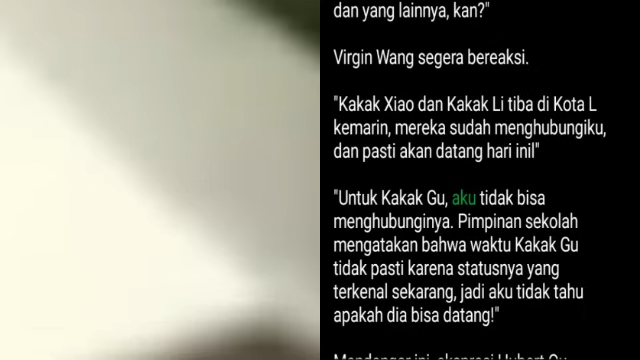 dan yang lainnya, kan?"
Virgin Wang segera bereaksi.
"Kakak Xiao dan Kakak Li tiba di Kota L
kemarin, mereka sudah menghubungiku,
dan pasti akan datang hari inil"
"Untuk Kakak Gu, aku tidak bisa
menghubunginya. Pimpinan sekolah
mengatakan bahwa waktu Kakak Gu
tidak pasti karena statusnya yang
terkenal sekarang, jadi aku tidak tahu
apakah dia bisa datang!"